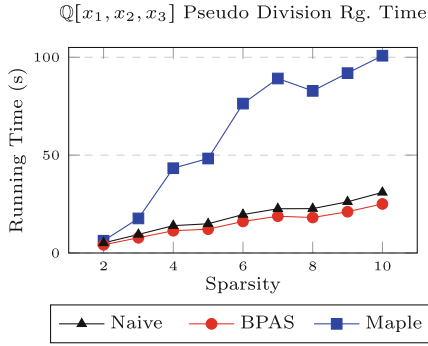 ℚ[x₁, x₂, x₃] Pseudo Division Rg. Time
100
50
0
Running Time (s)
2 4 6 8 10
Sparsity
Naive BPAS Maple